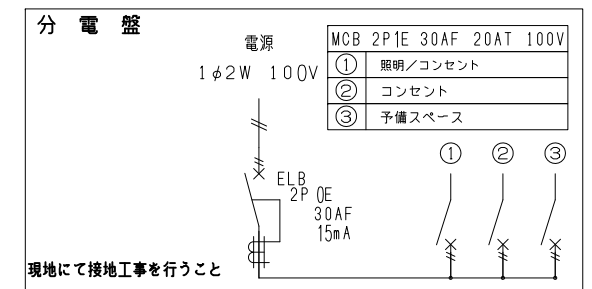 分 電 盤
電源
1φ2W 100V
MCB 2P1E 30AF 20AT 100V
① 照明／コンセント
② コンセント
③ 予備スペース
① ② ③
ELB
2P 0E
30AF
15mA
現地にて接地工事を行うこと